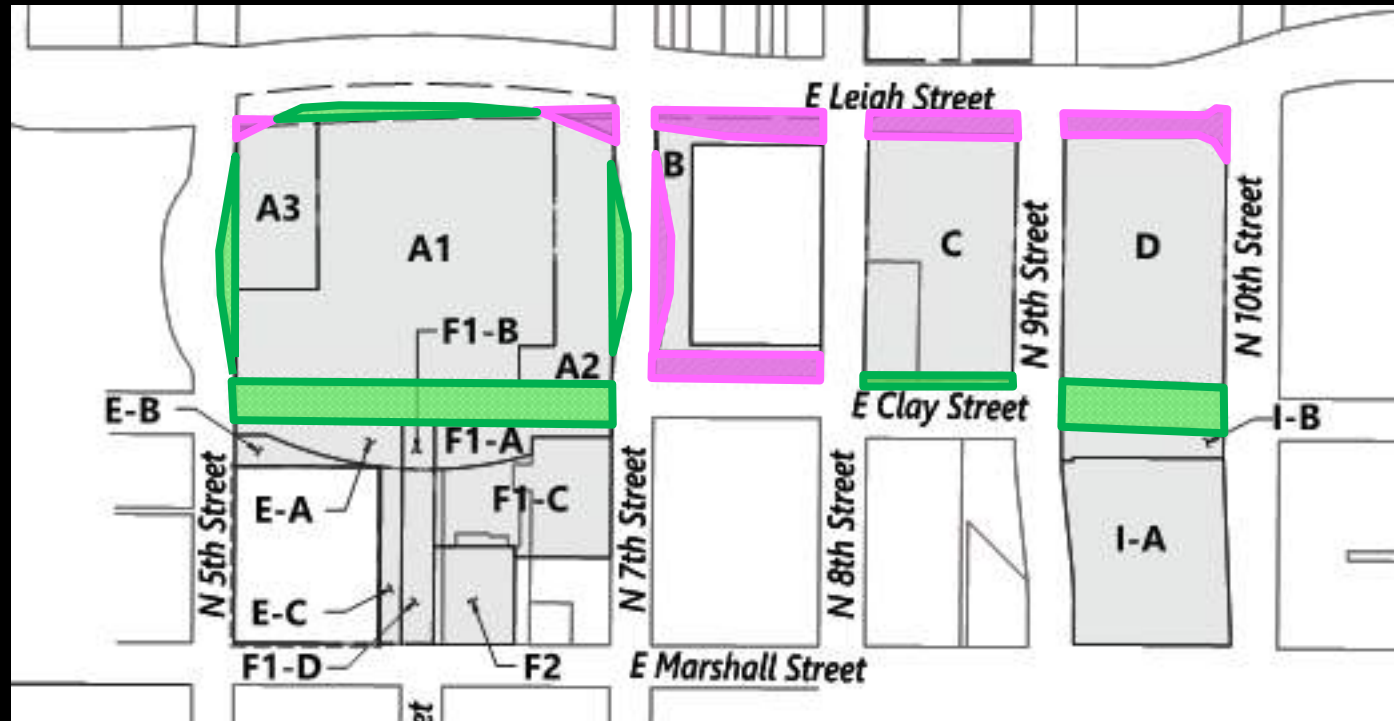 E Leigh Street
B
A3
A1
C
D
N 9th Street
N 10th Street
F1-B
A2
E-B
E Clay Street
I-B
F1-A
N 5th Street
E-A
F1-C
N 7th Street
N 8th Street
I-A
E-C
F1-D
F2
E Marshall Street